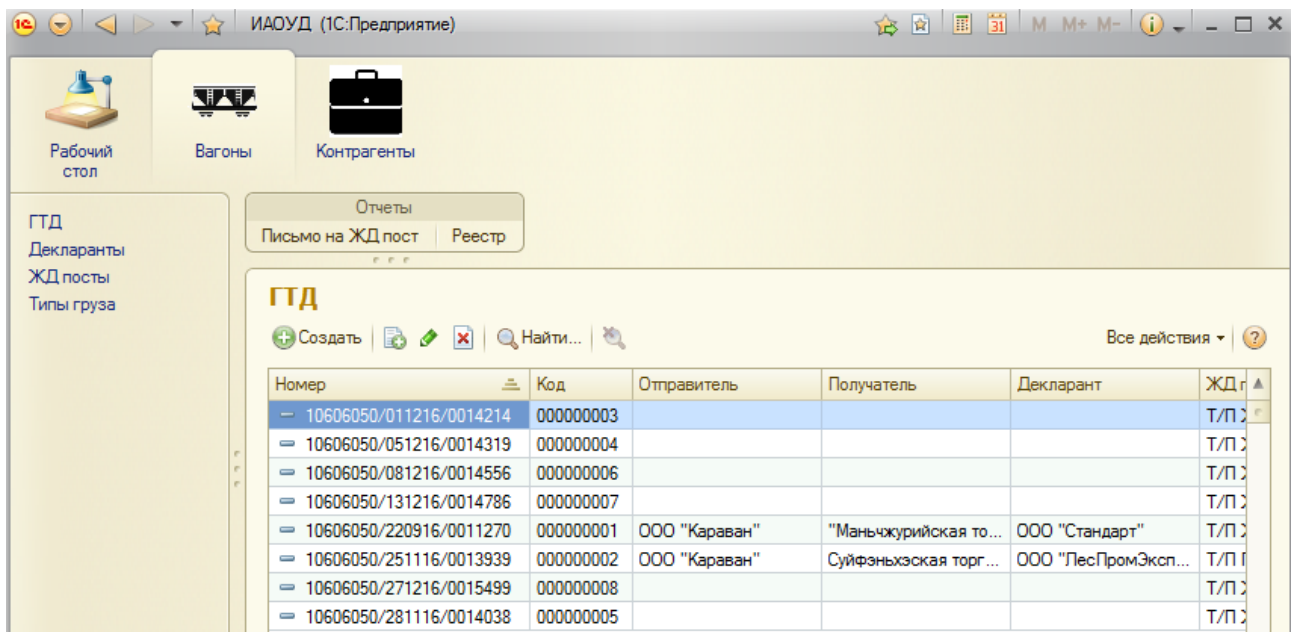 ИАОУД (1С:Предприятие)
31 M M+ M-
Рабочий стол
Вагоны
Контрагенты
ГТД
Декларанты
ЖД посты
Типы груза
Отчеты
Письмо на ЖД пост Реестр
ГТД
Создать Найти... Все действия
Номер Код Отправитель Получатель Декларант ЖД
10606050/011216/0014214 000000003 Т/П
10606050/051216/0014319 000000004 Т/П
10606050/081216/0014556 000000006 Т/П
10606050/131216/0014786 000000007 Т/П
10606050/220916/0011270 000000001 ООО "Караван" "Маньчжурийская то... ООО "Стандарт" Т/П
10606050/251116/0013939 000000002 ООО "Караван" Суйфэньхэская торг... ООО "ЛесПромЭксп... Т/П
10606050/271216/0015499 000000008 Т/П
10606050/281116/0014038 000000005 Т/П